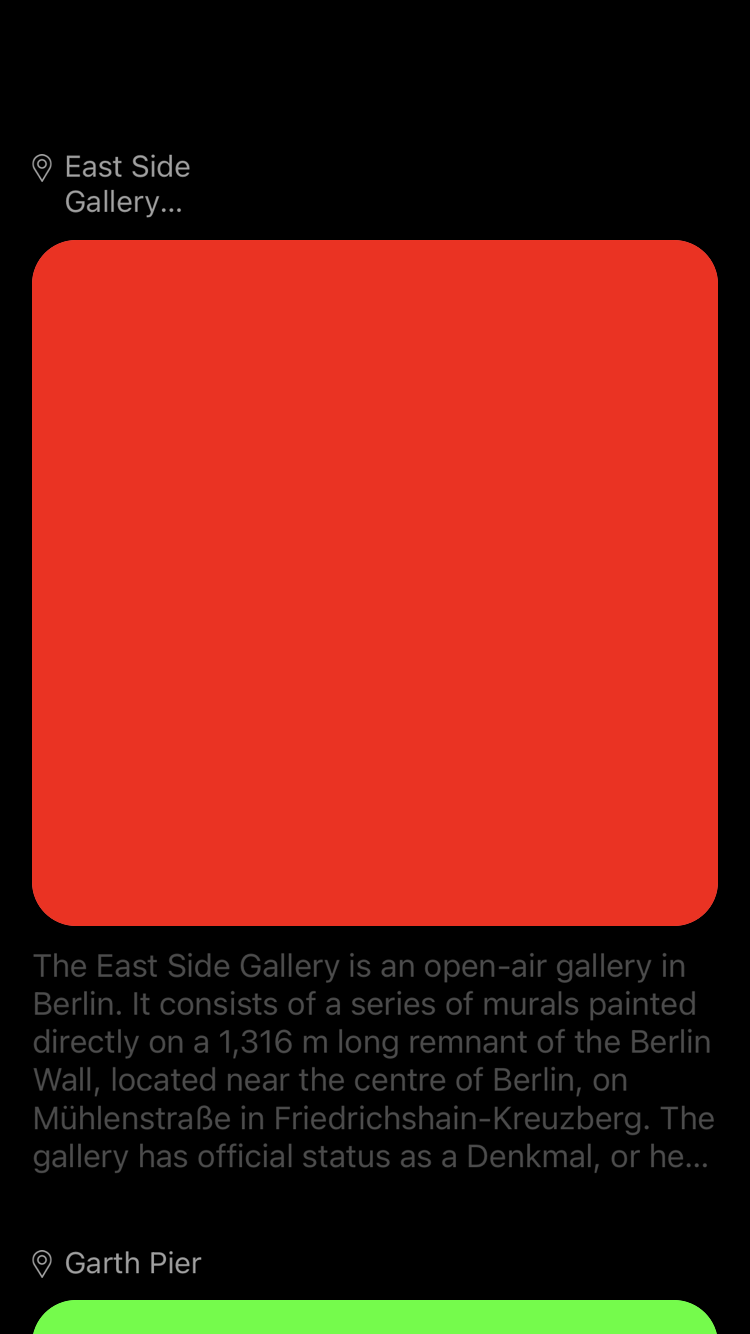 East Side
Gallery...
The East Side Gallery is an open-air gallery in
Berlin. It consists of a series of murals painted
directly on a 1,316 m long remnant of the Berlin
Wall, located near the centre of Berlin, on
Mühlenstraße in Friedrichshain-Kreuzberg. The
gallery has official status as a Denkmal, or he...
Garth Pier